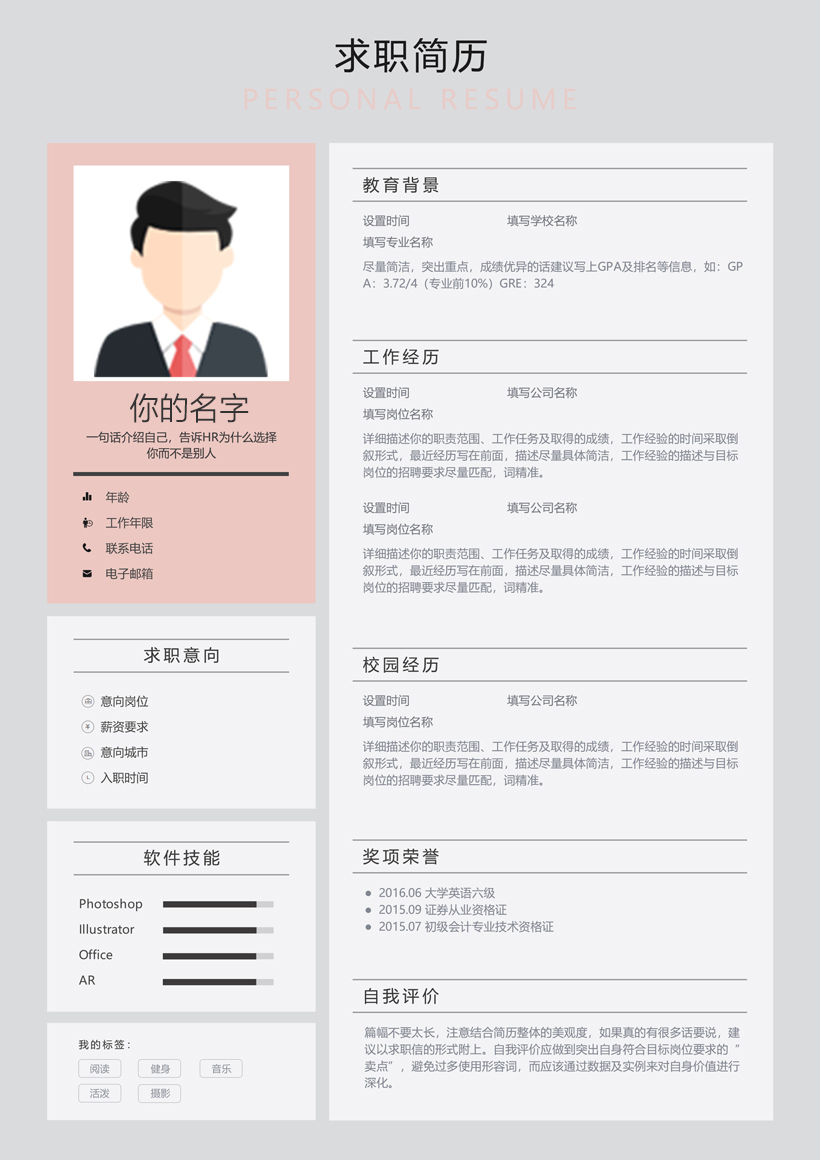 求职简历
PERSONAL RESUME
你的名字
一句话介绍自己，告诉HR为什么选择
你而不是别人
年龄
工作年限
联系电话
电子邮箱
求职意向
意向岗位
薪资要求
意向城市
入职时间
软件技能
Photoshop
Illustrator
Office
AR
我的标签：
阅读 健身 音乐
活泼 摄影
教育背景
设置时间 填写学校名称
填写专业名称
尽量简洁，突出重点，成绩优异的话建议写上GPA及排名等信息，如：GP
A：3.72/4（专业前10%）GRE：324
工作经历
设置时间 填写公司名称
填写岗位名称
详细描述你的职责范围、工作任务及取得的成绩，工作经验的时间采取倒
叙形式，最近经历写在前面，描述尽量具体简洁，工作经验的描述与目标
岗位的招聘要求尽量匹配，词精准。
设置时间 填写公司名称
填写岗位名称
详细描述你的职责范围、工作任务及取得的成绩，工作经验的时间采取倒
叙形式，最近经历写在前面，描述尽量具体简洁，工作经验的描述与目标
岗位的招聘要求尽量匹配，词精准。
校园经历
设置时间 填写公司名称
填写岗位名称
详细描述你的职责范围、工作任务及取得的成绩，工作经验的时间采取倒
叙形式，最近经历写在前面，描述尽量具体简洁，工作经验的描述与目标
岗位的招聘要求尽量匹配，词精准。
奖项荣誉
● 2016.06 大学英语六级
● 2015.09 证券从业资格证
● 2015.07 初级会计专业技术资格证
自我评价
篇幅不要太长，注意结合简历整体的美观度，如果真的有很多话要说，建
议以求职信的形式附上。自我评价应做到突出自身符合目标岗位要求的“
卖点”，避免过多使用形容词，而应该通过数据及实例来对自身价值进行
深化。